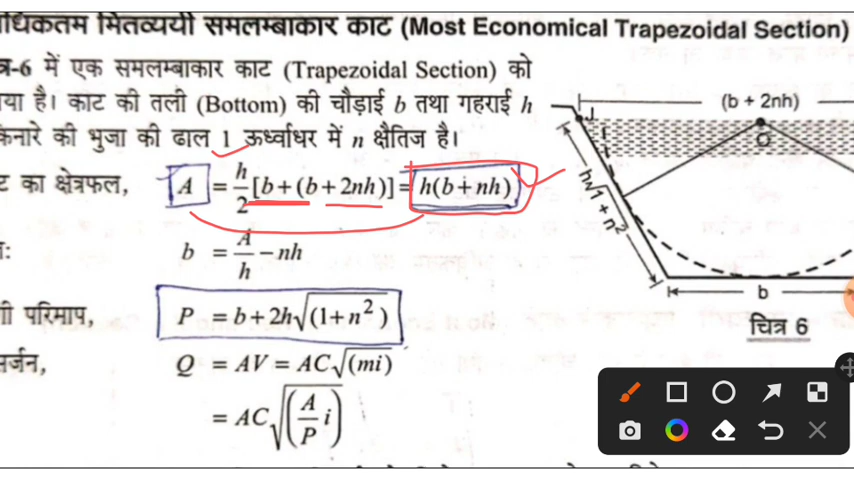 धिकतम मितव्ययी समलम्बाकार काट (Most Economical Trapezoidal Section)
त्र-6 में एक समलम्बाकार काट (Trapezoidal Section) को
या है। काट की तली (Bottom) की चौड़ाई b तथा गहराई h
केनारे की भुजा की ढाल 1 ऊर्ध्वाधर में n क्षैतिज है।
ट का क्षेत्रफल, A = h/2 [b + (b + 2nh)] = h(b + nh)
b = A/h − nh
गी परिमाप, P = b + 2h√(1 + n²)
सर्जन, Q = AV = AC√(mi)
= AC√(A/P i)
(b + 2nh)
O
h√1 + n²
b
चित्र 6